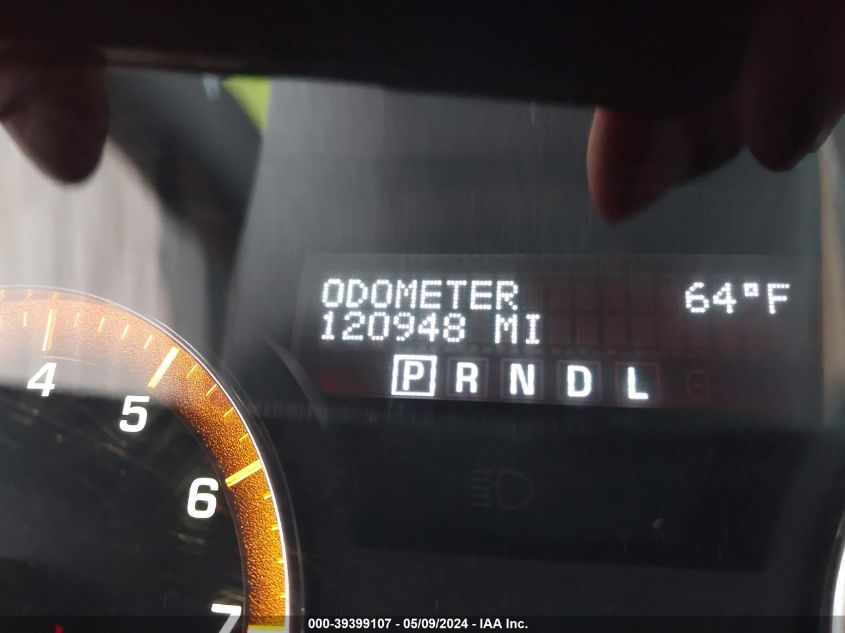 ODOMETER 64°F
120948 MI
P R N D L
4
5
6
7
000-39399107 - 05/09/2024 - IAA Inc.